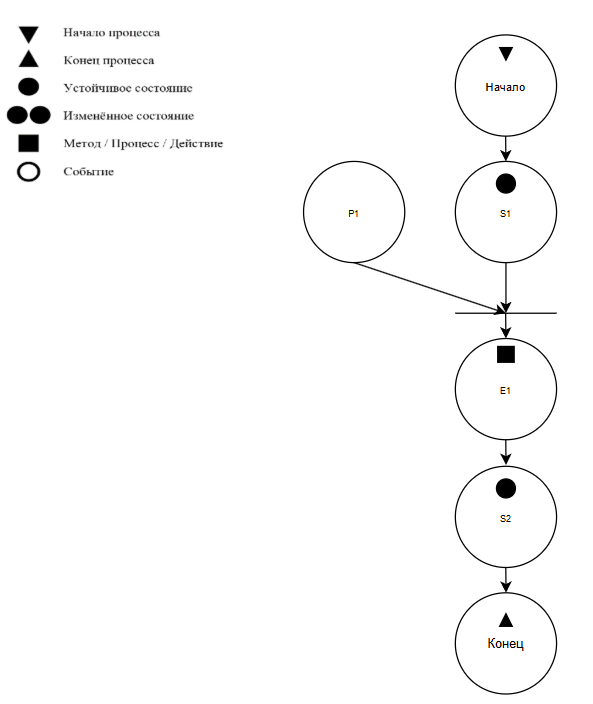 Начало процесса
Конец процесса
Устойчивое состояние
Изменённое состояние
Метод / Процесс / Действие
Событие
Начало
P1
S1
E1
S2
Конец